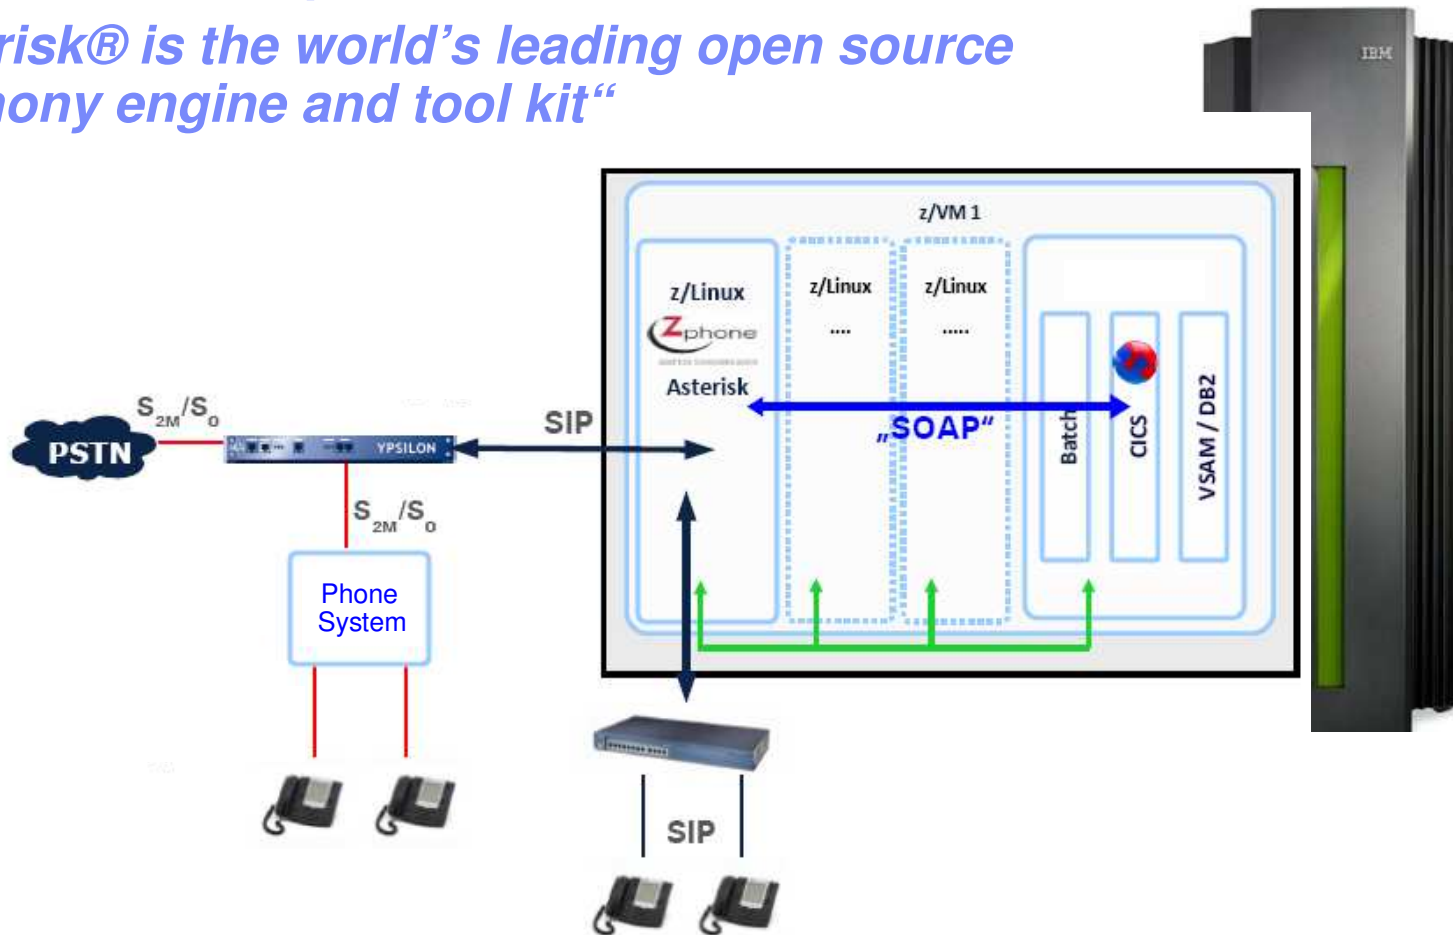 risk® is the world’s leading open source
hony engine and tool kit“
IBM
z/VM 1
z/Linux
Zphone
Asterisk
z/Linux
....
z/Linux
.....
Batch
CICS
VSAM / DB2
„SOAP“
SIP
S2M/S0
PSTN
YPSILON
S2M/S0
Phone
System
SIP